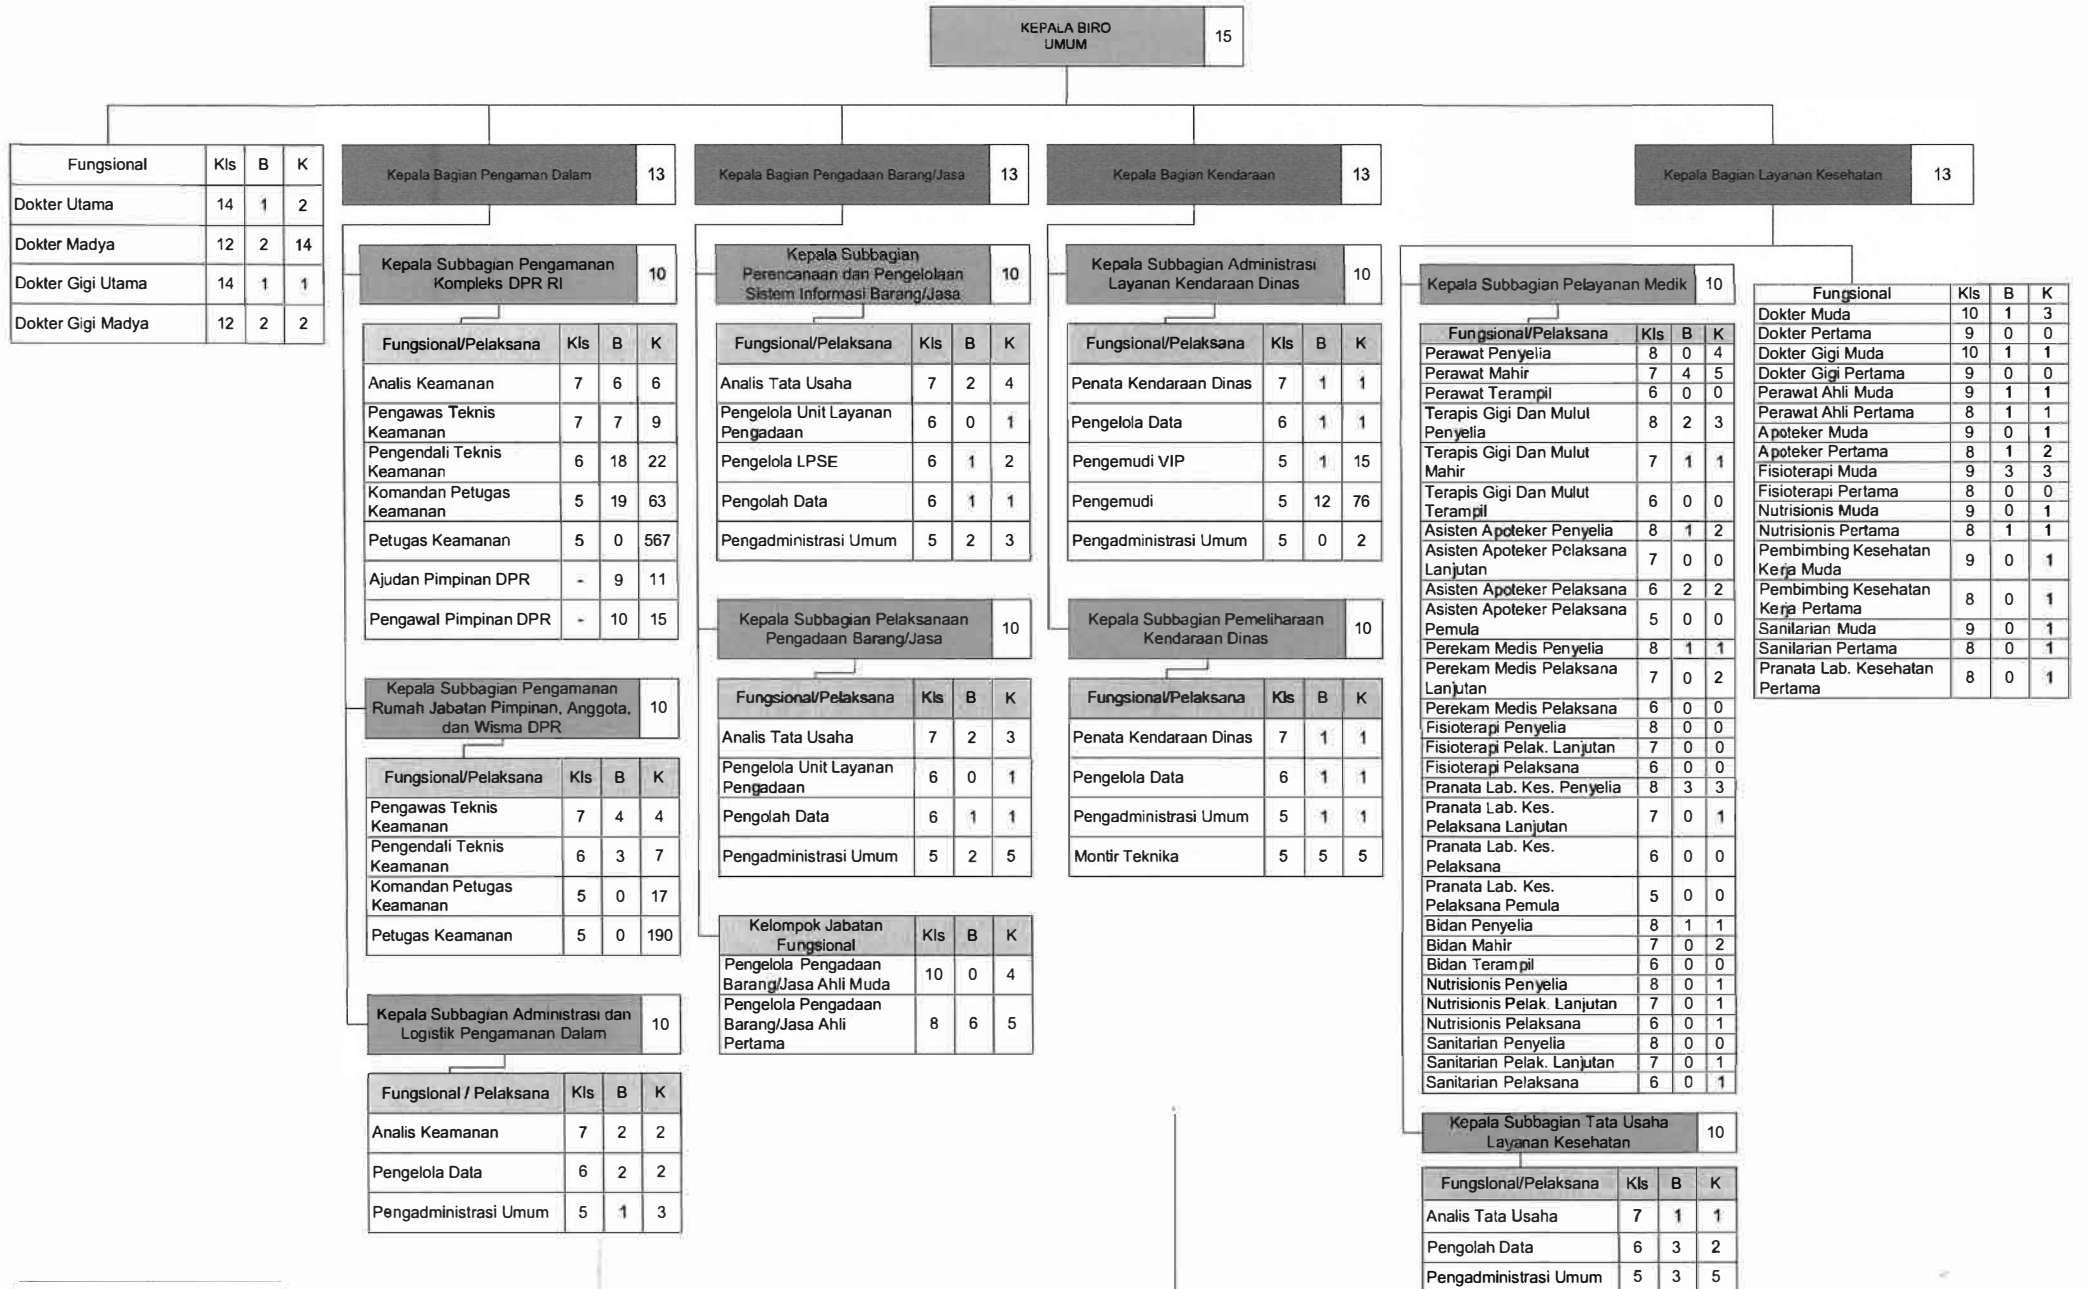 KEPALA BIRO
UMUM
15
Fungsional Kls B K
Dokter Utama 14 1 2
Dokter Madya 12 2 14
Dokter Gigi Utama 14 1 1
Dokter Gigi Madya 12 2 2
Kepala Bagian Pengaman Dalam 13
Kepala Subbagian Pengamanan
Kompleks DPR RI
10
Fungsional/Pelaksana Kls B K
Analis Keamanan 7 6 6
Pengawas Teknis
Keamanan
7 7 9
Pengendali Teknis
Keamanan
6 18 22
Komandan Petugas
Keamanan
5 19 63
Petugas Keamanan 5 0 567
Ajudan Pimpinan DPR - 9 11
Pengawal Pimpinan DPR - 10 15
Kepala Subbagian Pengamanan
Rumah Jabatan Pimpinan, Anggota,
dan Wisma DPR
10
Fungsional/Pelaksana Kls B K
Pengawas Teknis
Keamanan
7 4 4
Pengendali Teknis
Keamanan
6 3 7
Komandan Petugas
Keamanan
5 0 17
Petugas Keamanan 5 0 190
Kepala Subbagian Administrasi dan
Logistik Pengamanan Dalam
10
Fungsional / Pelaksana Kls B K
Analis Keamanan 7 2 2
Pengelola Data 6 2 2
Pengadministrasi Umum 5 1 3
Kepala Bagian Pengadaan Barang/Jasa 13
Kepala Subbagian
Perencanaan dan Pengelolaan
Sistem Informasi Barang/Jasa
10
Fungsional/Pelaksana Kls B K
Analis Tata Usaha 7 2 4
Pengelola Unit Layanan
Pengadaan
6 0 1
Pengelola LPSE 6 1 2
Pengolah Data 6 1 1
Pengadministrasi Umum 5 2 3
Kepala Subbagian Pelaksanaan
Pengadaan Barang/Jasa
10
Fungsional/Pelaksana Kls B K
Analis Tata Usaha 7 2 3
Pengelola Unit Layanan
Pengadaan
6 0 1
Pengolah Data 6 1 1
Pengadministrasi Umum 5 2 5
Kelompok Jabatan
Fungsional
Kls B K
Pengelola Pengadaan
Barang/Jasa Ahli Muda
10 0 4
Pengelola Pengadaan
Barang/Jasa Ahli
Pertama
8 6 5
Kepala Bagian Kendaraan 13
Kepala Subbagian Administrasi
Layanan Kendaraan Dinas
10
Fungsional/Pelaksana Kls B K
Penata Kendaraan Dinas 7 1 1
Pengelola Data 6 1 1
Pengemudi VIP 5 1 15
Pengemudi 5 12 76
Pengadministrasi Umum 5 0 2
Kepala Subbagian Pemeliharaan
Kendaraan Dinas
10
Fungsional/Pelaksana Kls B K
Penata Kendaraan Dinas 7 1 1
Pengelola Data 6 1 1
Pengadministrasi Umum 5 1 1
Montir Teknika 5 5 5
Kepala Bagian Layanan Kesehatan 13
Kepala Subbagian Pelayanan Medik 10
Fungsional/Pelaksana Kls B K
Perawat Penyelia 8 0 4
Perawat Mahir 7 4 5
Perawat Terampil 6 0 0
Terapis Gigi Dan Mulut
Penyelia
8 2 3
Terapis Gigi Dan Mulut
Mahir
7 1 1
Terapis Gigi Dan Mulut
Terampil
6 0 0
Asisten Apoteker Penyelia 8 1 2
Asisten Apoteker Pelaksana
Lanjutan
7 0 0
Asisten Apoteker Pelaksana 6 2 2
Asisten Apoteker Pelaksana
Pemula
5 0 0
Perekam Medis Penyelia 8 1 1
Perekam Medis Pelaksana
Lanjutan
7 0 2
Perekam Medis Pelaksana 6 0 0
Fisioterapi Penyelia 8 0 0
Fisioterapi Pelak. Lanjutan 7 0 0
Fisioterapi Pelaksana 6 0 0
Pranata Lab. Kes. Penyelia 8 3 3
Pranata Lab. Kes.
Pelaksana Lanjutan
7 0 1
Pranata Lab. Kes.
Pelaksana
6 0 0
Pranata Lab. Kes.
Pelaksana Pemula
5 0 0
Bidan Penyelia 8 1 1
Bidan Mahir 7 0 2
Bidan Terampil 6 0 0
Nutrisionis Penyelia 8 0 1
Nutrisionis Pelak. Lanjutan 7 0 1
Nutrisionis Pelaksana 6 0 1
Sanitarian Penyelia 8 0 0
Sanitarian Pelak. Lanjutan 7 0 1
Sanitarian Pelaksana 6 0 1
Kepala Subbagian Tata Usaha
Layanan Kesehatan
10
Fungsional/Pelaksana Kls B K
Analis Tata Usaha 7 1 1
Pengolah Data 6 3 2
Pengadministrasi Umum 5 3 5
Fungsional Kls B K
Dokter Muda 10 1 3
Dokter Pertama 9 0 0
Dokter Gigi Muda 10 1 1
Dokter Gigi Pertama 9 0 0
Perawat Ahli Muda 9 1 1
Perawat Ahli Pertama 8 1 1
Apoteker Muda 9 0 1
Apoteker Pertama 8 1 2
Fisioterapi Muda 9 3 3
Fisioterapi Pertama 8 0 0
Nutrisionis Muda 9 0 1
Nutrisionis Pertama 8 1 1
Pembimbing Kesehatan
Kerja Muda
9 0 1
Pembimbing Kesehatan
Kerja Pertama
8 0 1
Sanilarian Muda 9 0 1
Sanilarian Pertama 8 0 1
Pranata Lab. Kesehatan
Pertama
8 0 1